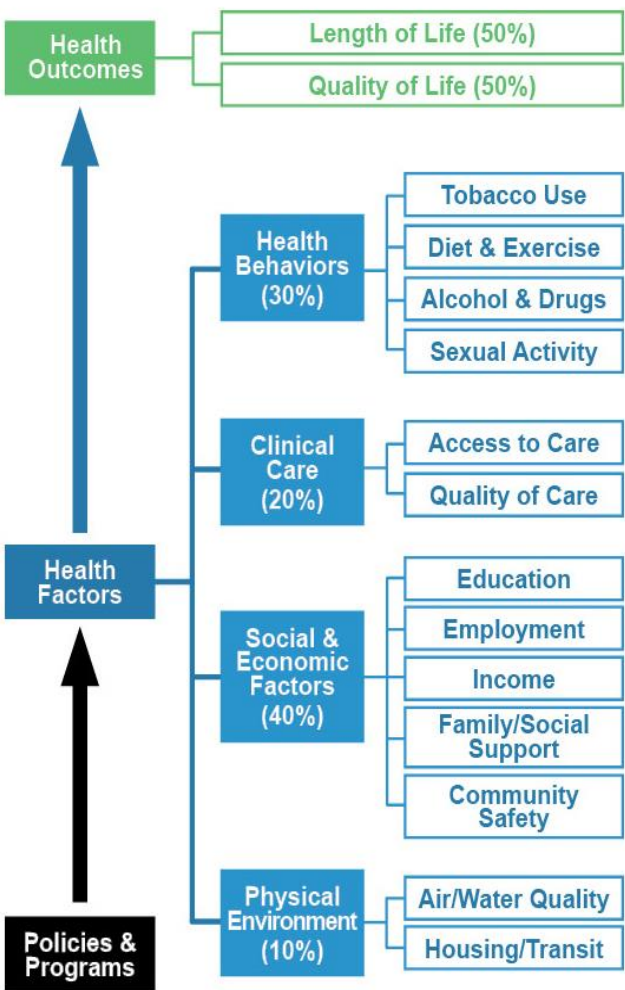 Health
Outcomes
Length of Life (50%)
Quality of Life (50%)
Health
Behaviors
(30%)
Tobacco Use
Diet & Exercise
Alcohol & Drugs
Sexual Activity
Clinical
Care
(20%)
Access to Care
Quality of Care
Health
Factors
Social &
Economic
Factors
(40%)
Education
Employment
Income
Family/Social
Support
Community
Safety
Physical
Environment
(10%)
Air/Water Quality
Housing/Transit
Policies &
Programs